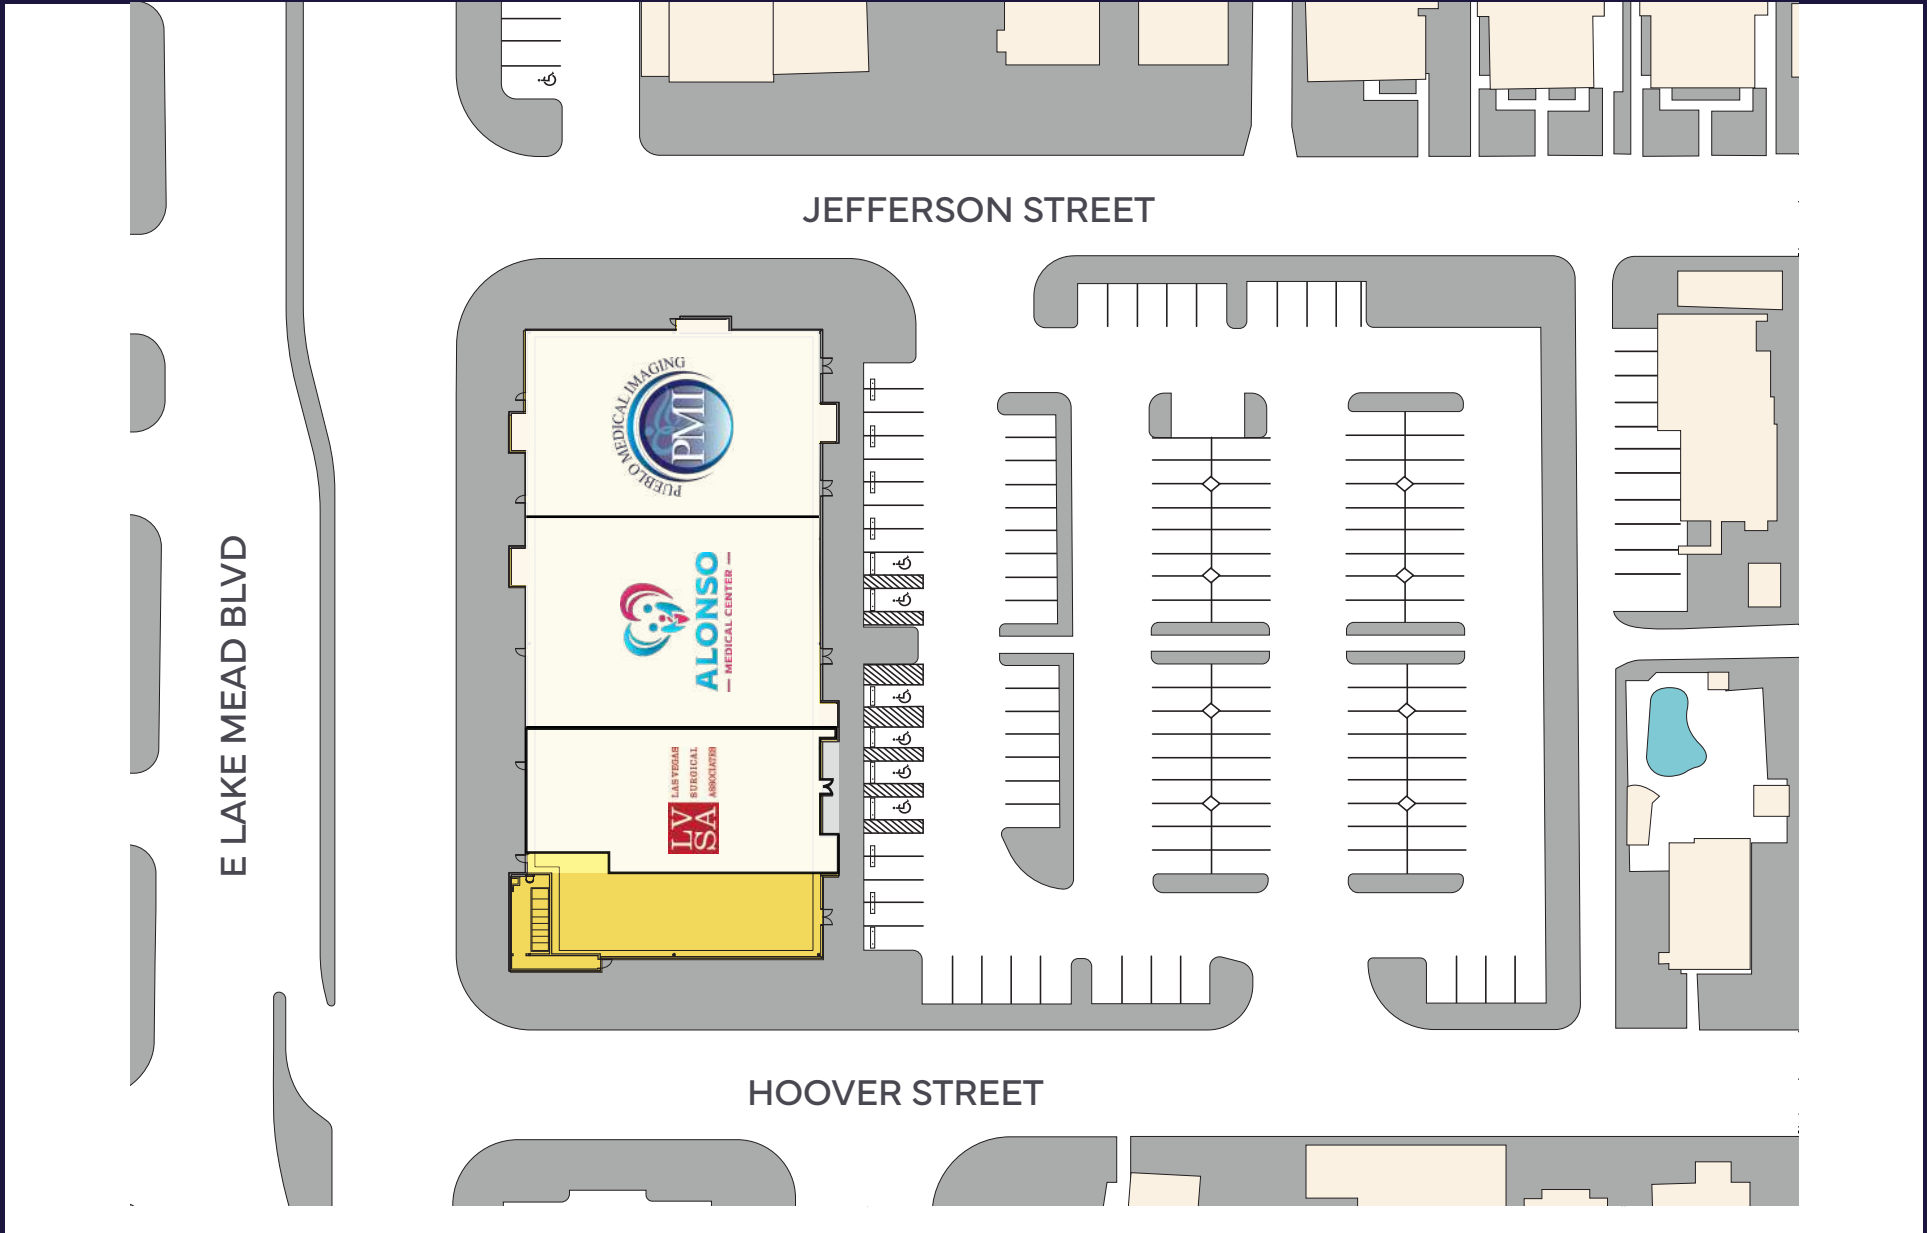 JEFFERSON STREET
PUEBLO MEDICAL IMAGING
PMI
ALONSO
— MEDICAL CENTER —
E LAKE MEAD BLVD
LV
SA
LAS VEGAS
SURGICAL
ASSOCIATES
HOOVER STREET